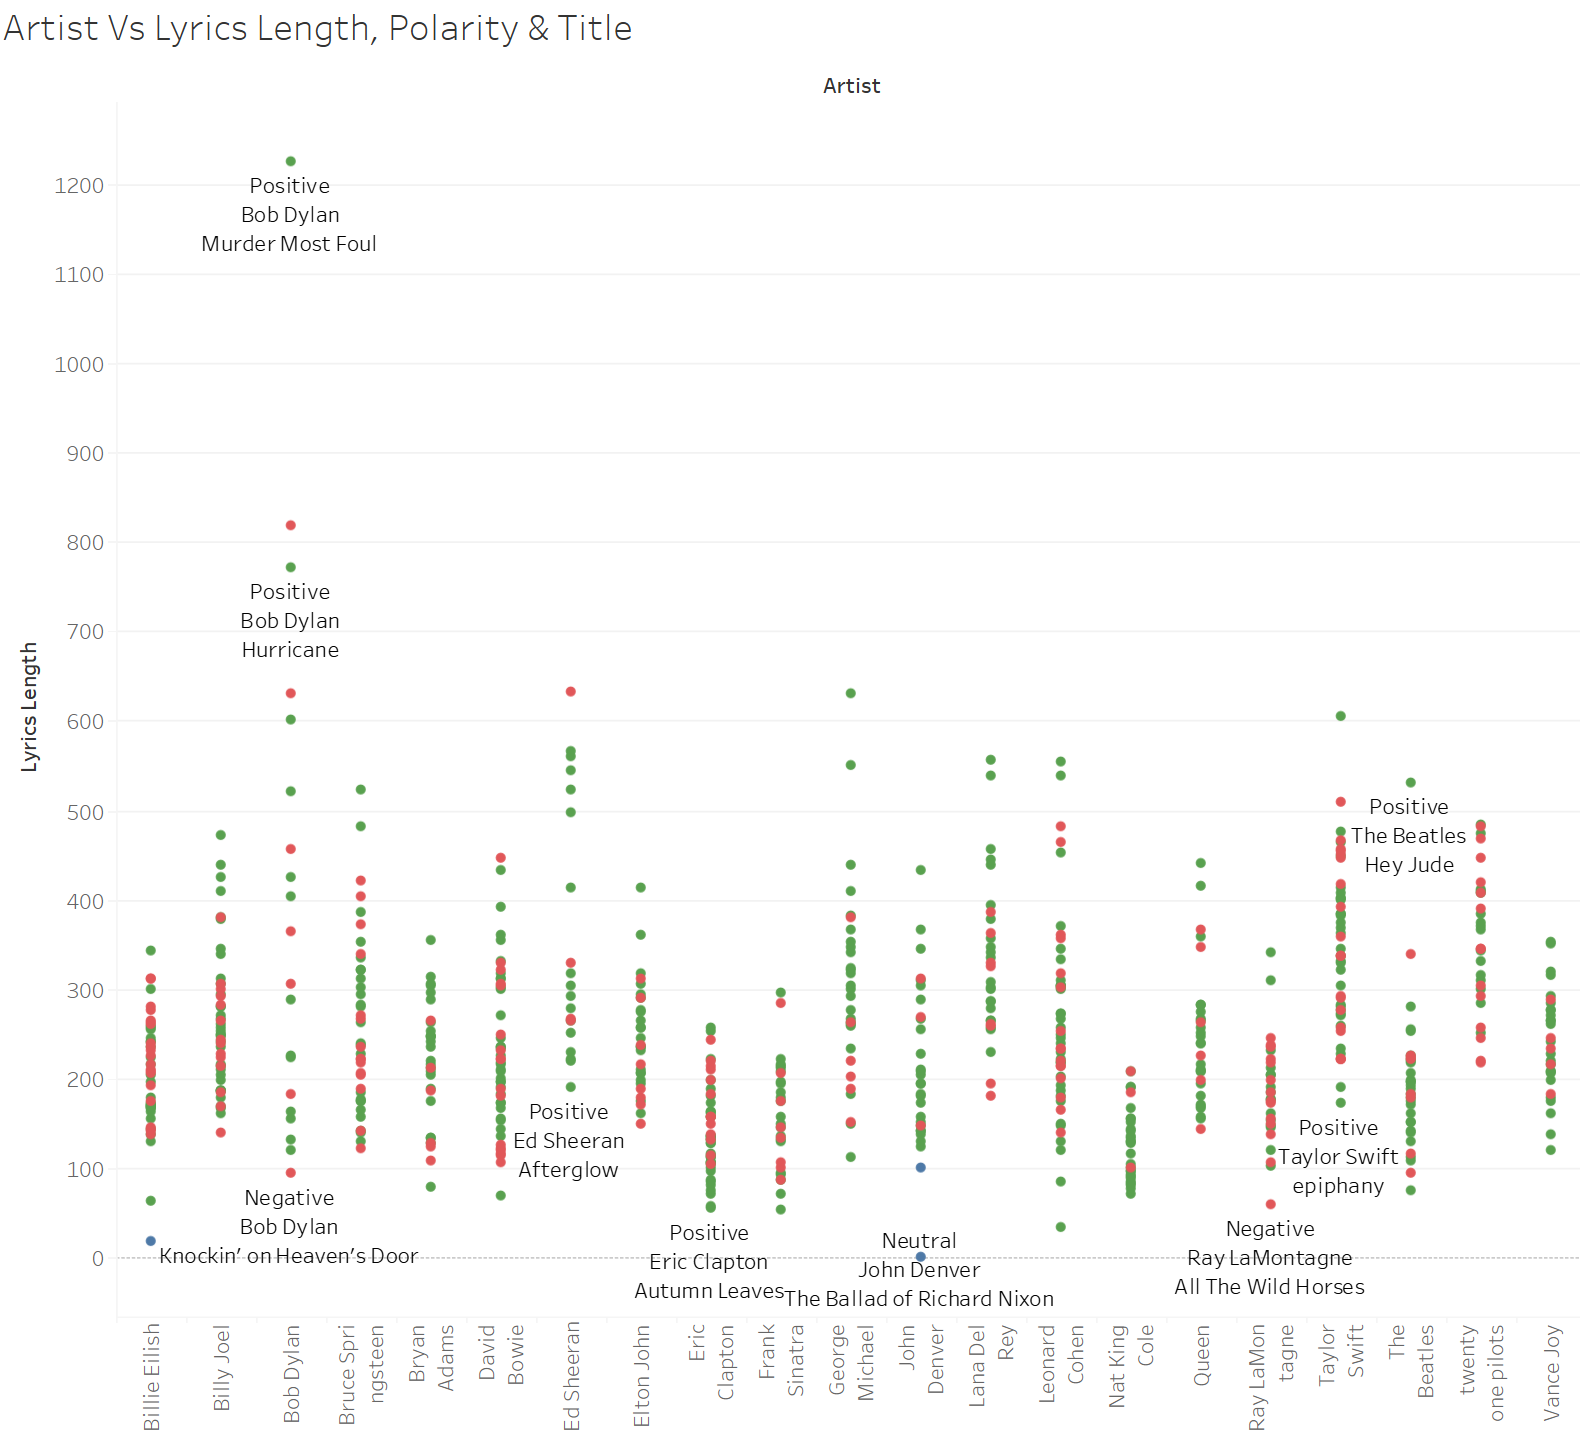 Artist Vs Lyrics Length, Polarity & Title
Artist
Lyrics Length
1200
1100
1000
900
800
700
600
500
400
300
200
100
0
Positive
Bob Dylan
Murder Most Foul
Positive
Bob Dylan
Hurricane
Positive
The Beatles
Hey Jude
Positive
Ed Sheeran
Afterglow
Positive
Taylor Swift
epiphany
Negative
Bob Dylan
Knockin’ on Heaven’s Door
Positive
Eric Clapton
Autumn Leaves
Neutral
John Denver
The Ballad of Richard Nixon
Negative
Ray LaMontagne
All The Wild Horses
Billie Eilish
Billy Joel
Bob Dylan
Bruce Spri
ngsteen
Bryan
Adams
David
Bowie
Ed Sheeran
Elton John
Eric
Clapton
Frank
Sinatra
George
Michael
John
Denver
Lana Del
Rey
Leonard
Cohen
Nat King
Cole
Queen
Ray LaMon
tagne
Taylor
Swift
The
Beatles
twenty
one pilots
Vance Joy